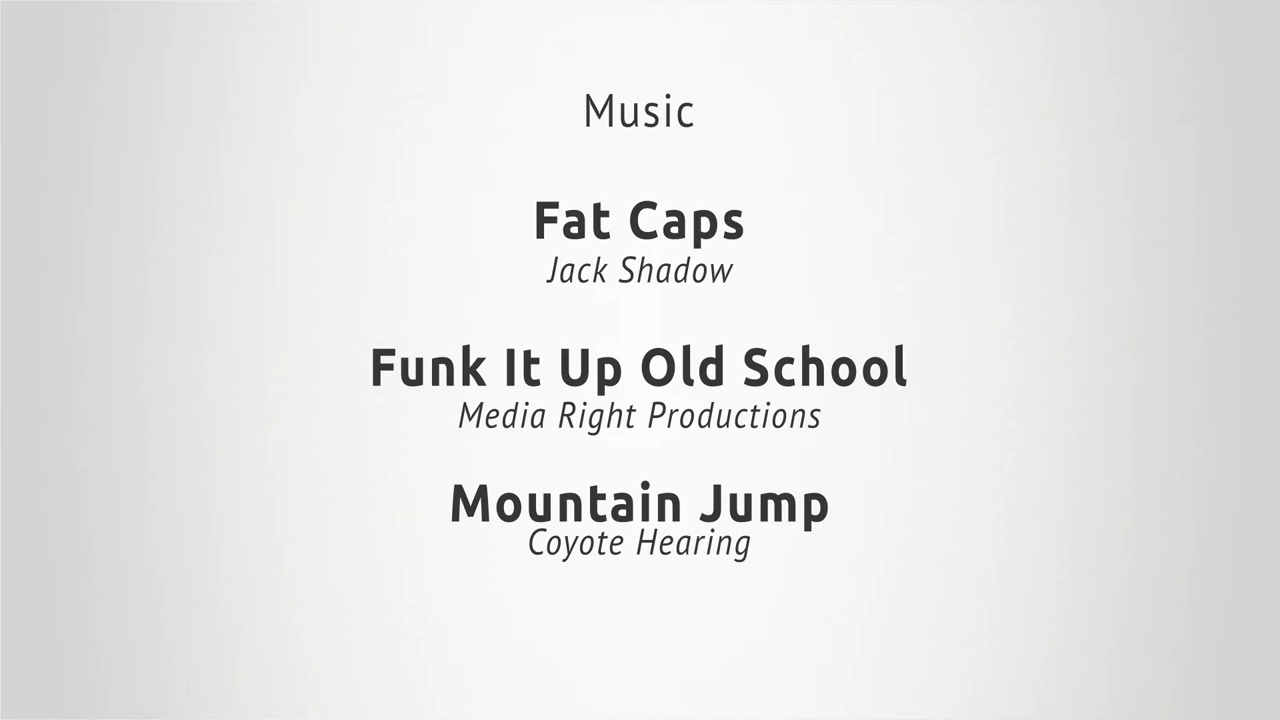 Music
Fat Caps
Jack Shadow
Funk It Up Old School
Media Right Productions
Mountain Jump
Coyote Hearing